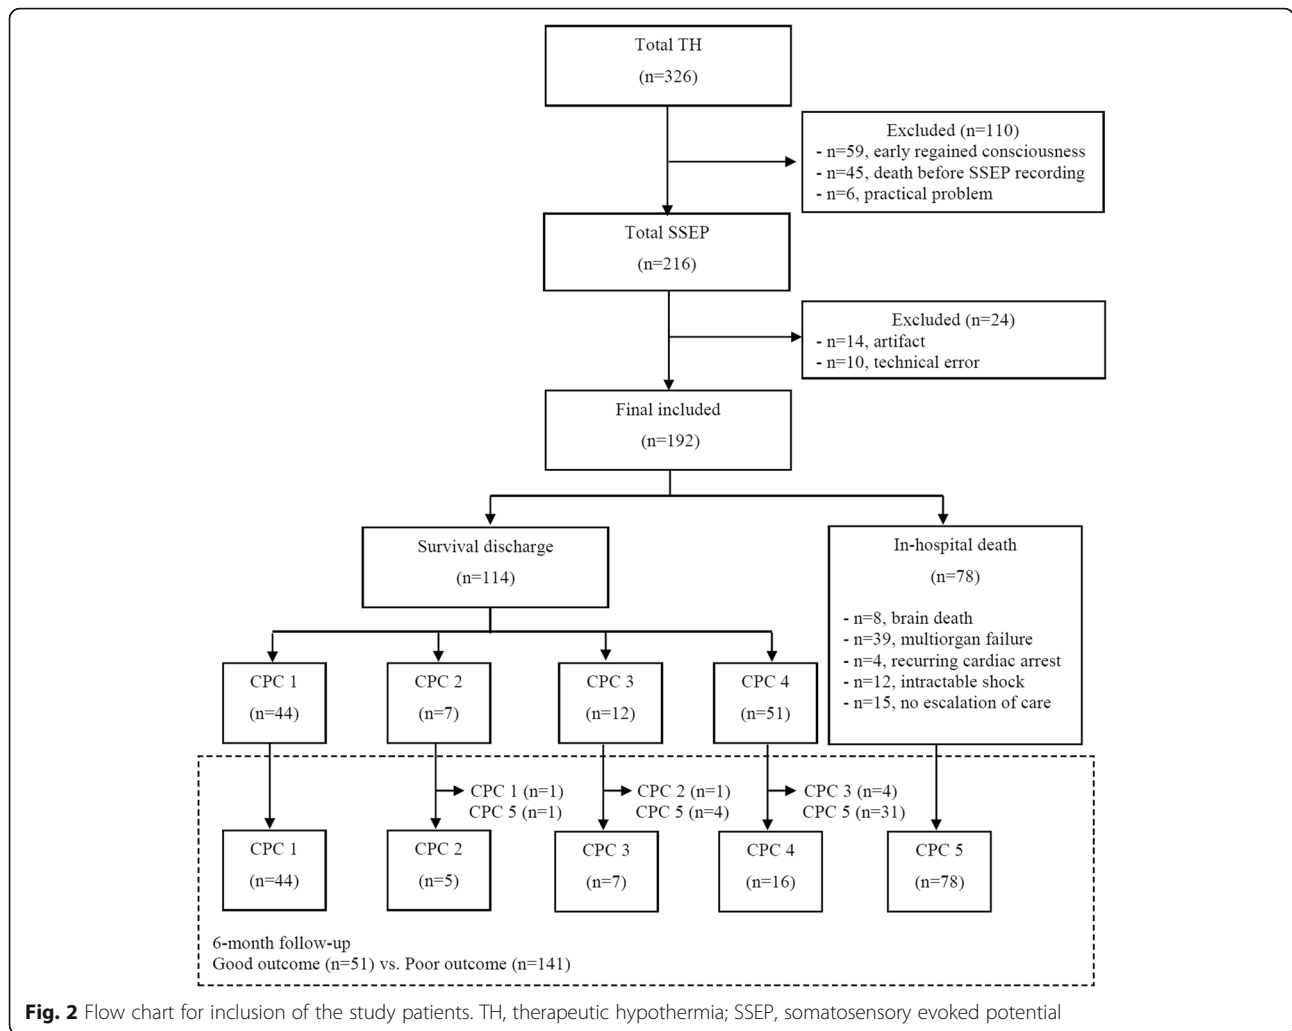 Total TH
(n=326)
Excluded (n=110)
- n=59, early regained consciousness
- n=45, death before SSEP recording
- n=6, practical problem
Total SSEP
(n=216)
Excluded (n=24)
- n=14, artifact
- n=10, technical error
Final included
(n=192)
Survival discharge
(n=114)
In-hospital death
(n=78)
- n=8, brain death
- n=39, multiorgan failure
- n=4, recurring cardiac arrest
- n=12, intractable shock
- n=15, no escalation of care
CPC 1
(n=44)
CPC 2
(n=7)
CPC 3
(n=12)
CPC 4
(n=51)
CPC 1 (n=1)
CPC 5 (n=1)
CPC 2 (n=1)
CPC 5 (n=4)
CPC 3 (n=4)
CPC 5 (n=31)
CPC 1
(n=44)
CPC 2
(n=5)
CPC 3
(n=7)
CPC 4
(n=16)
CPC 5
(n=78)
6-month follow-up
Good outcome (n=51) vs. Poor outcome (n=141)
Fig. 2 Flow chart for inclusion of the study patients. TH, therapeutic hypothermia; SSEP, somatosensory evoked potential